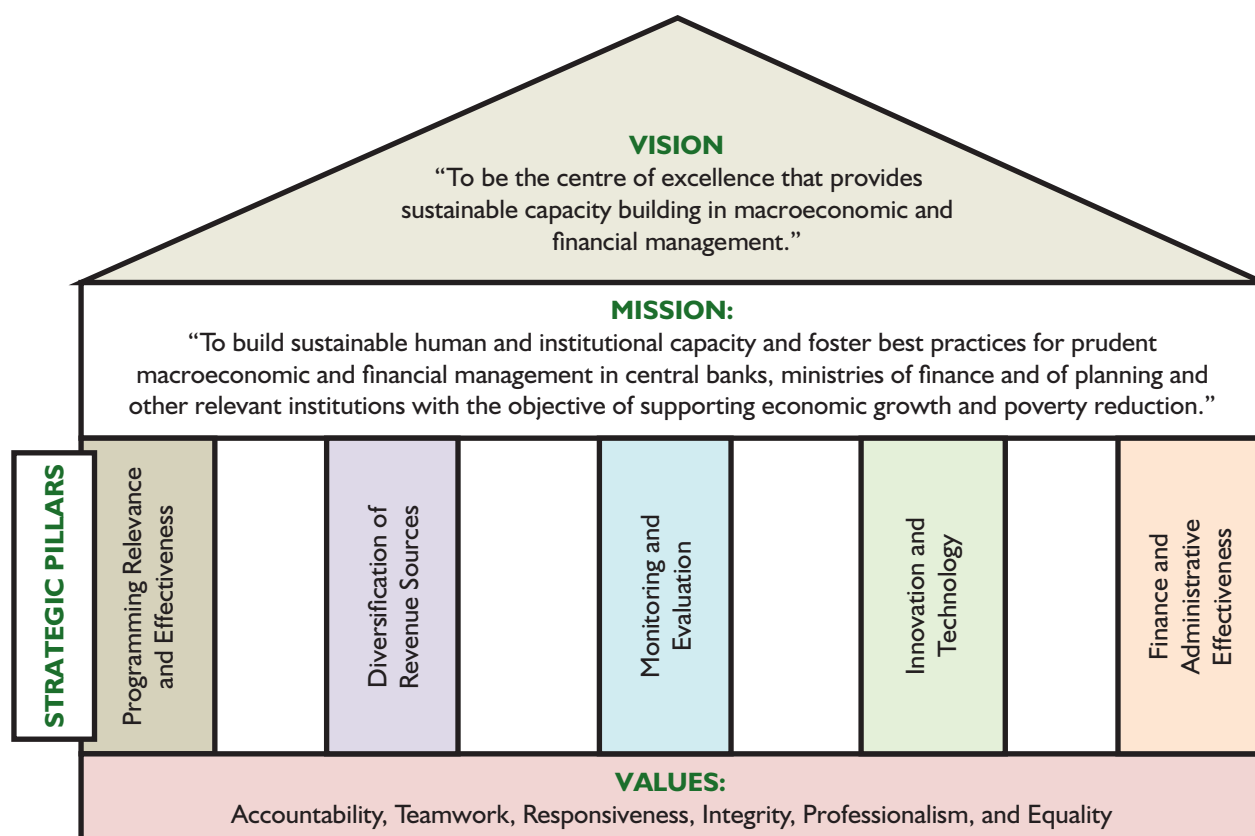 VISION
“To be the centre of excellence that provides
sustainable capacity building in macroeconomic and
financial management.”
MISSION:
“To build sustainable human and institutional capacity and foster best practices for prudent
macroeconomic and financial management in central banks, ministries of finance and of planning and
other relevant institutions with the objective of supporting economic growth and poverty reduction.”
STRATEGIC PILLARS
Programming Relevance
and Effectiveness
Diversification of
Revenue Sources
Monitoring and
Evaluation
Innovation and
Technology
Finance and
Administrative
Effectiveness
VALUES:
Accountability, Teamwork, Responsiveness, Integrity, Professionalism, and Equality